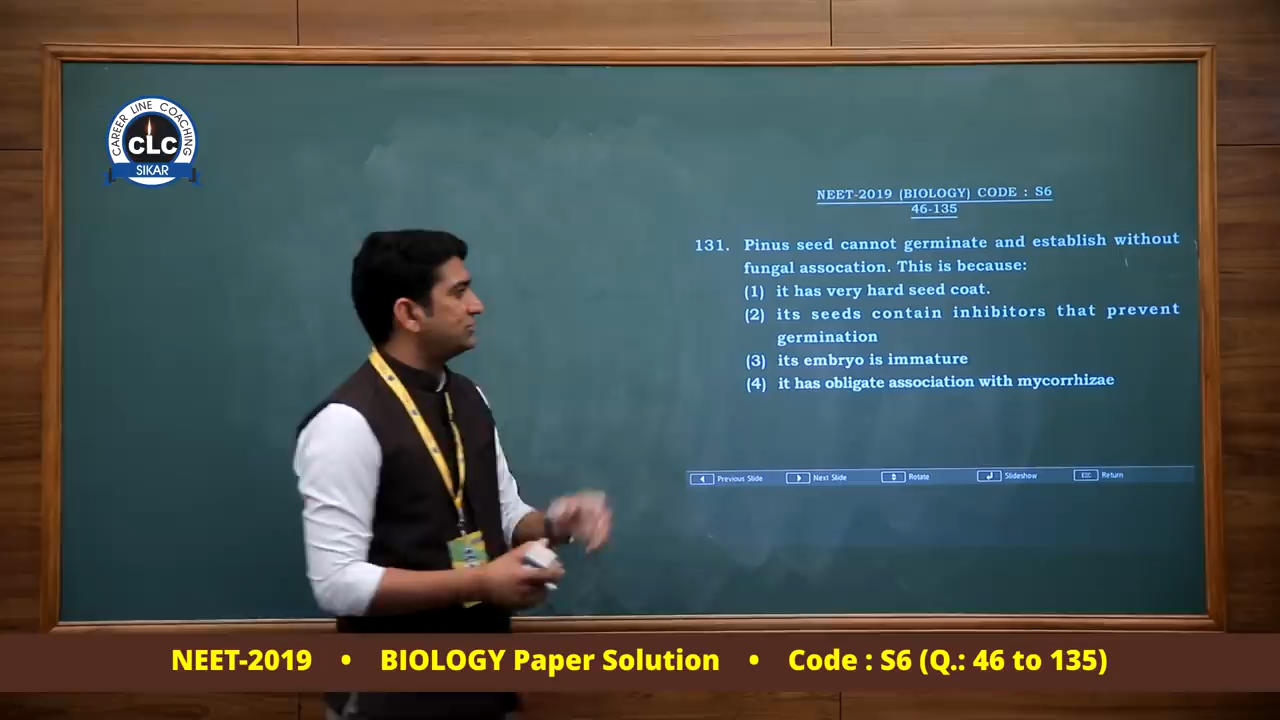 CAREER LINE COACHING
CLC
SIKAR
NEET-2019 (BIOLOGY) CODE : S6
46-135
131. Pinus seed cannot germinate and establish without
fungal assocation. This is because:
(1) it has very hard seed coat.
(2) its seeds contain inhibitors that prevent
germination
(3) its embryo is immature
(4) it has obligate association with mycorrhizae
Previous Slide Next Slide Rotate Slideshow ESC Return
NEET-2019 • BIOLOGY Paper Solution • Code : S6 (Q.: 46 to 135)